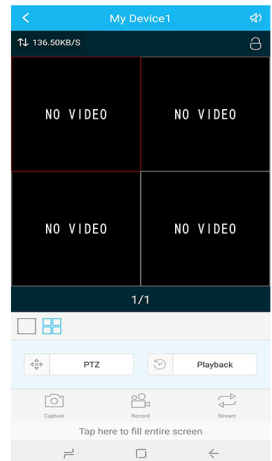 My Device1
136.50KB/S
NO VIDEO NO VIDEO
NO VIDEO NO VIDEO
1/1
PTZ Playback
Capture Record Stream
Tap here to fill entire screen